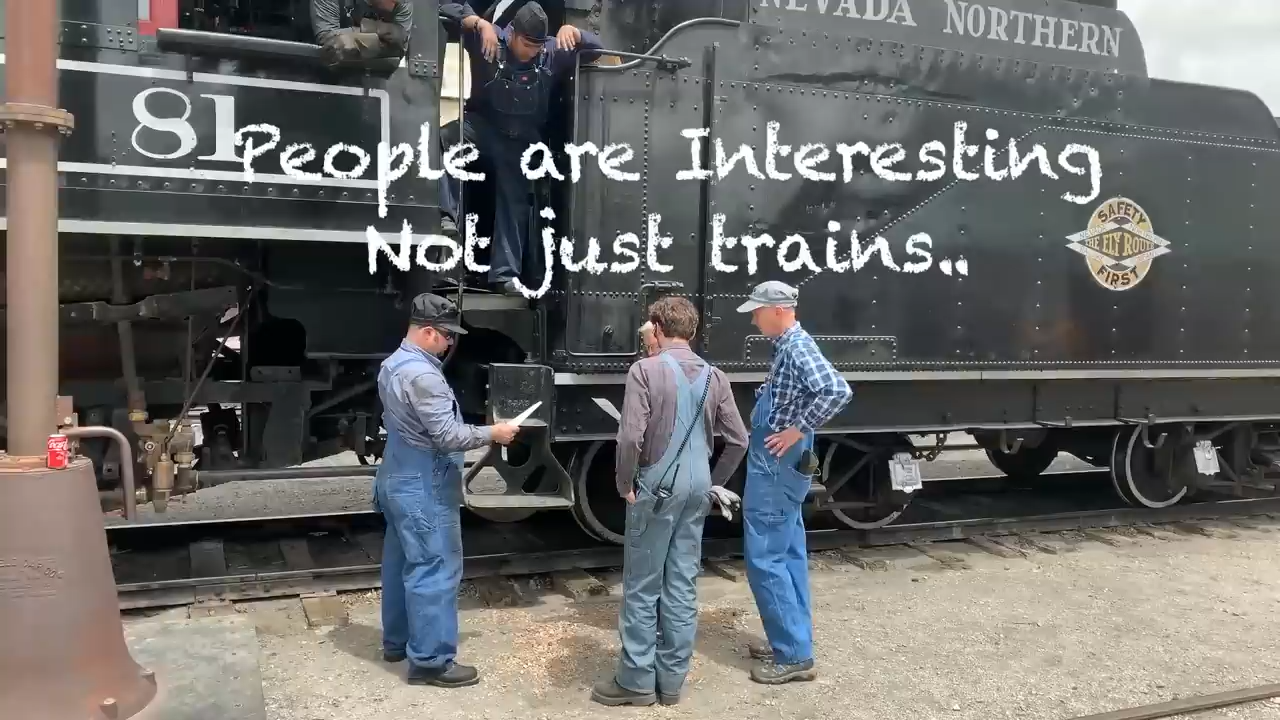 NEVADA NORTHERN
81
People are Interesting
Not just trains..
SAFETY
THE ELY ROUTE
FIRST